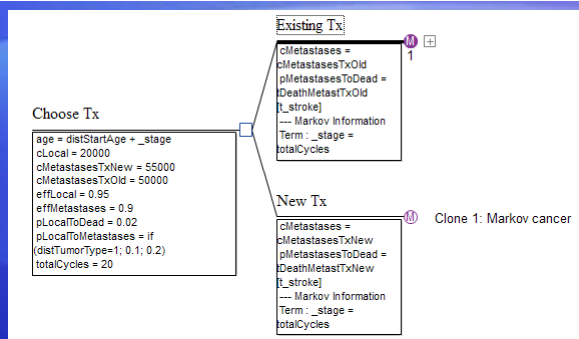 Existing Tx
cMetastases =
cMetastasesTxOld
pMetastasesToDead =
tDeathMetastTxOld
[t_stroke]
--- Markov Information
Term : _stage =
totalCycles
M
1
Choose Tx
age = distStartAge + _stage
cLocal = 20000
cMetastasesTxNew = 55000
cMetastasesTxOld = 50000
effLocal = 0.95
effMetastases = 0.9
pLocalToDead = 0.02
pLocalToMetastases = if
(distTumorType=1; 0.1; 0.2)
totalCycles = 20
New Tx
cMetastases =
cMetastasesTxNew
pMetastasesToDead =
tDeathMetastTxNew
[t_stroke]
--- Markov Information
Term : _stage =
totalCycles
M
Clone 1: Markov cancer